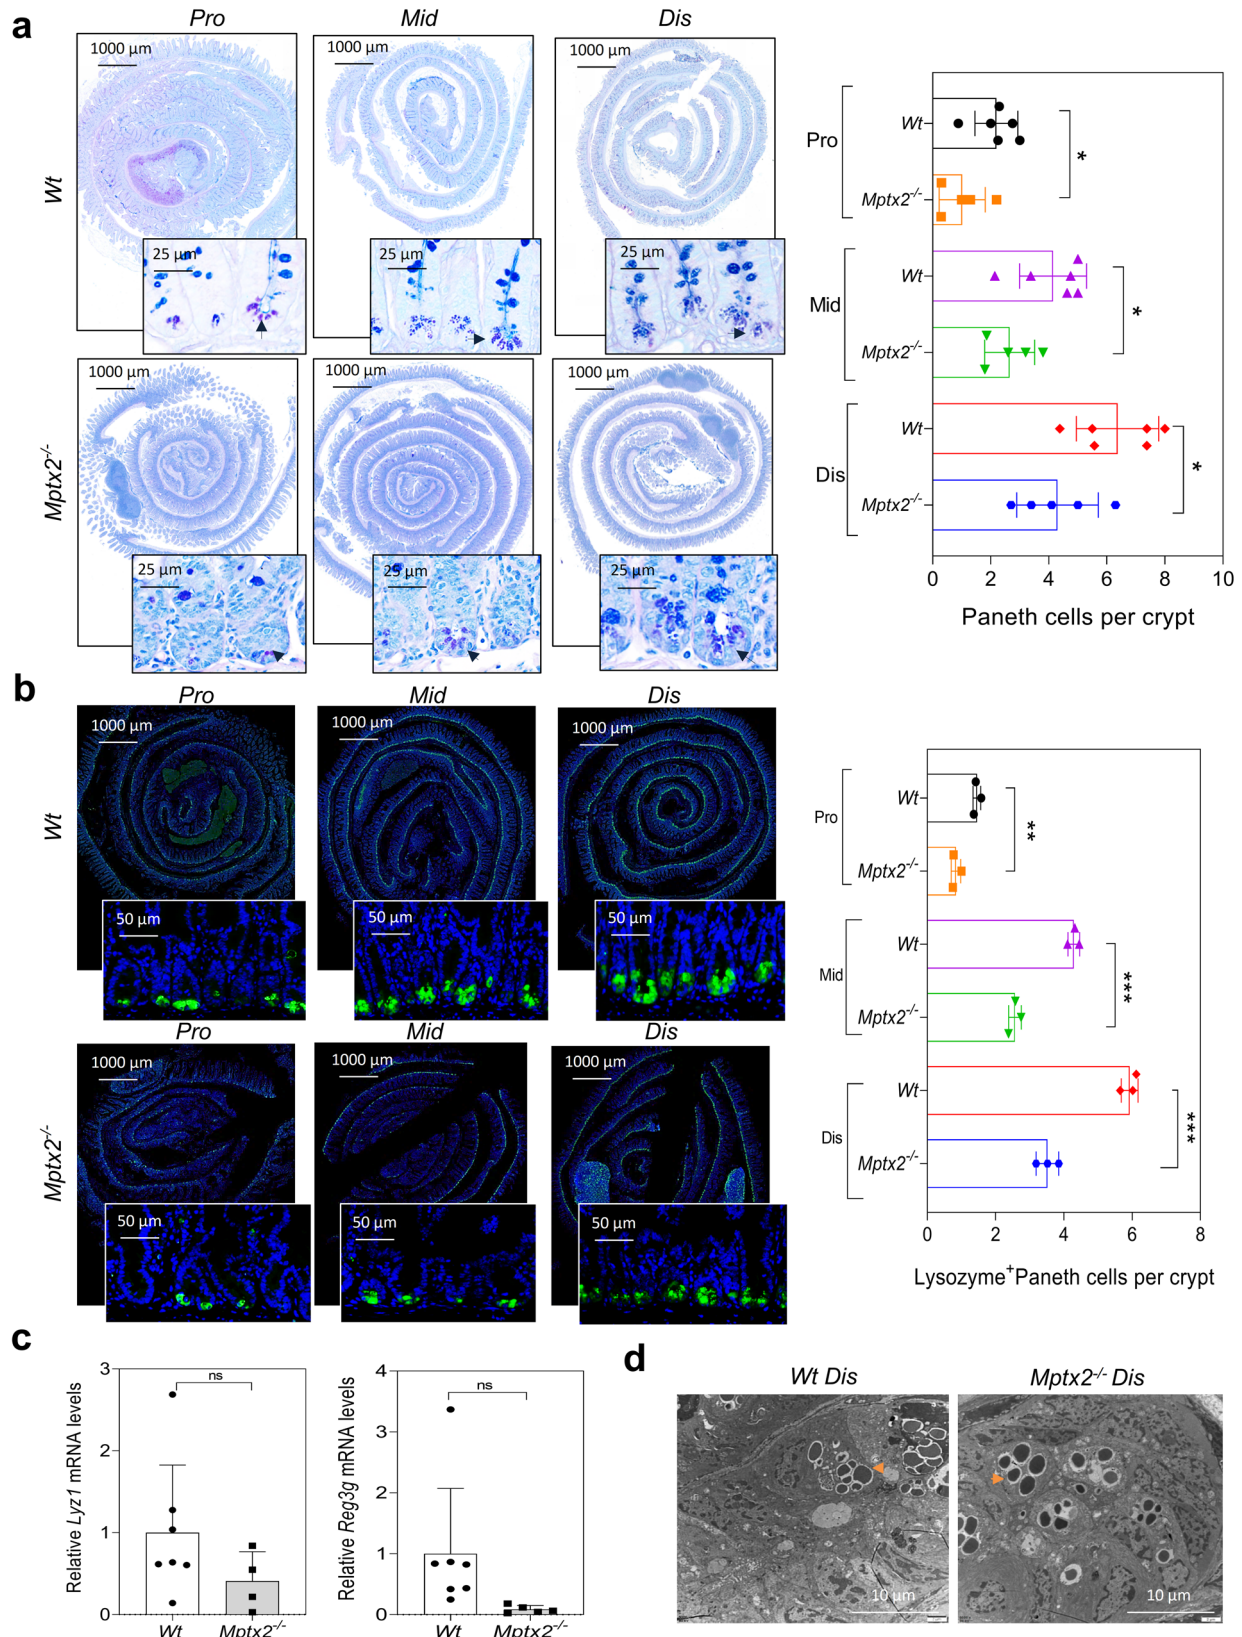 a
Pro Mid Dis
1000 μm 1000 μm 1000 μm
Wt
25 μm 25 μm 25 μm
1000 μm 1000 μm 1000 μm
Mptx2-/-
25 μm 25 μm 25 μm
Pro
Wt
*
Mptx2-/-
Mid
Wt
*
Mptx2-/-
Dis
Wt
*
Mptx2-/-
0 2 4 6 8 10
Paneth cells per crypt
b
Pro Mid Dis
1000 μm 1000 μm 1000 μm
Wt
50 μm 50 μm 50 μm
Pro Mid Dis
1000 μm 1000 μm 1000 μm
Mptx2-/-
50 μm 50 μm 50 μm
Pro
Wt
**
Mptx2-/-
Mid
Wt
***
Mptx2-/-
Dis
Wt
***
Mptx2-/-
0 2 4 6 8
Lysozyme+Paneth cells per crypt
c
Relative Lyz1 mRNA levels
3
2
1
0
ns
Wt Mptx2-/-
Relative Reg3g mRNA levels
4
3
2
1
0
ns
Wt Mptx2-/-
d
Wt Dis Mptx2-/- Dis
10 μm 10 μm